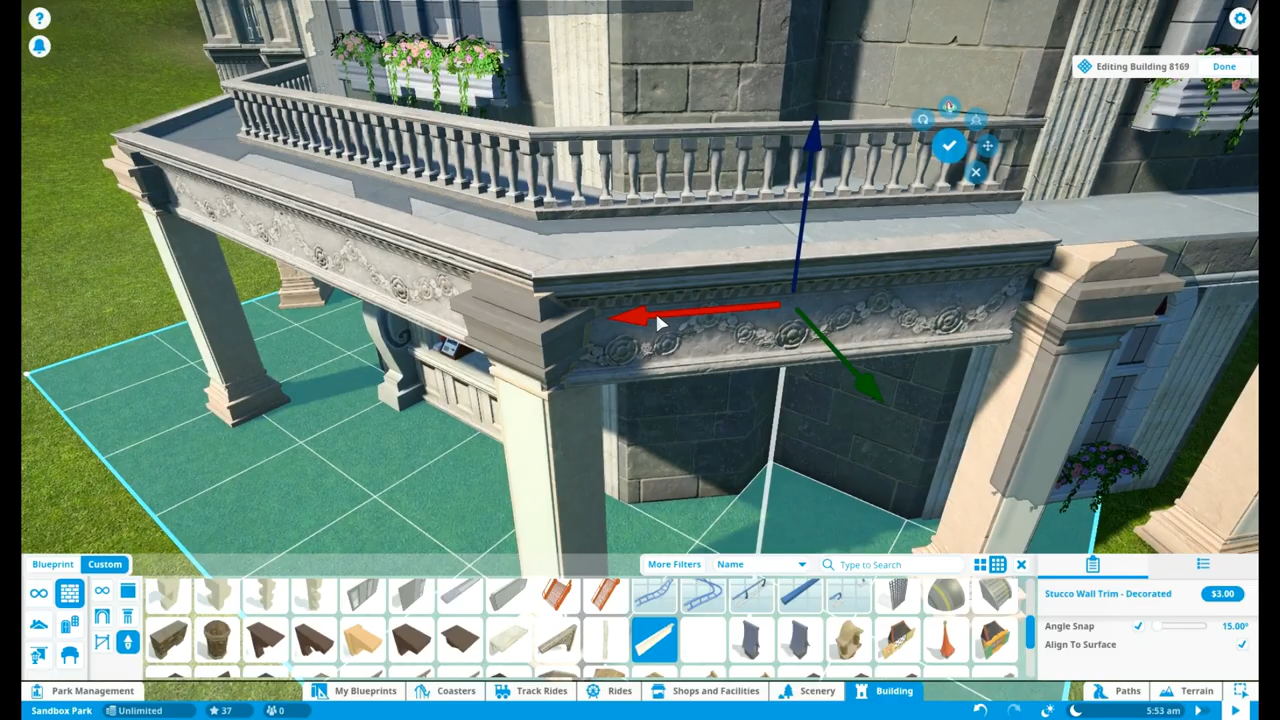 ?
Editing Building 8169 Done
Blueprint Custom
More Filters Name Type to Search
Stucco Wall Trim - Decorated $3.00
Angle Snap 15.00°
Align To Surface
Park Management My Blueprints Coasters Track Rides Rides Shops and Facilities Scenery Building Paths Terrain
Sandbox Park Unlimited 37 0 5:53 am